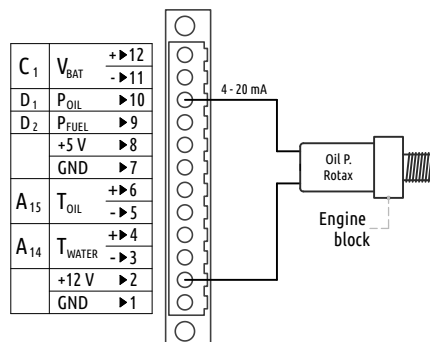 C1 VBAT +▶12
-▶11
D1 POIL ▶10
D2 PFUEL ▶9
+5 V ▶8
GND ▶7
A15 TOIL +▶6
-▶5
A14 TWATER +▶4
-▶3
+12 V ▶2
GND ▶1
4 - 20 mA
Oil P.
Rotax
Engine
block